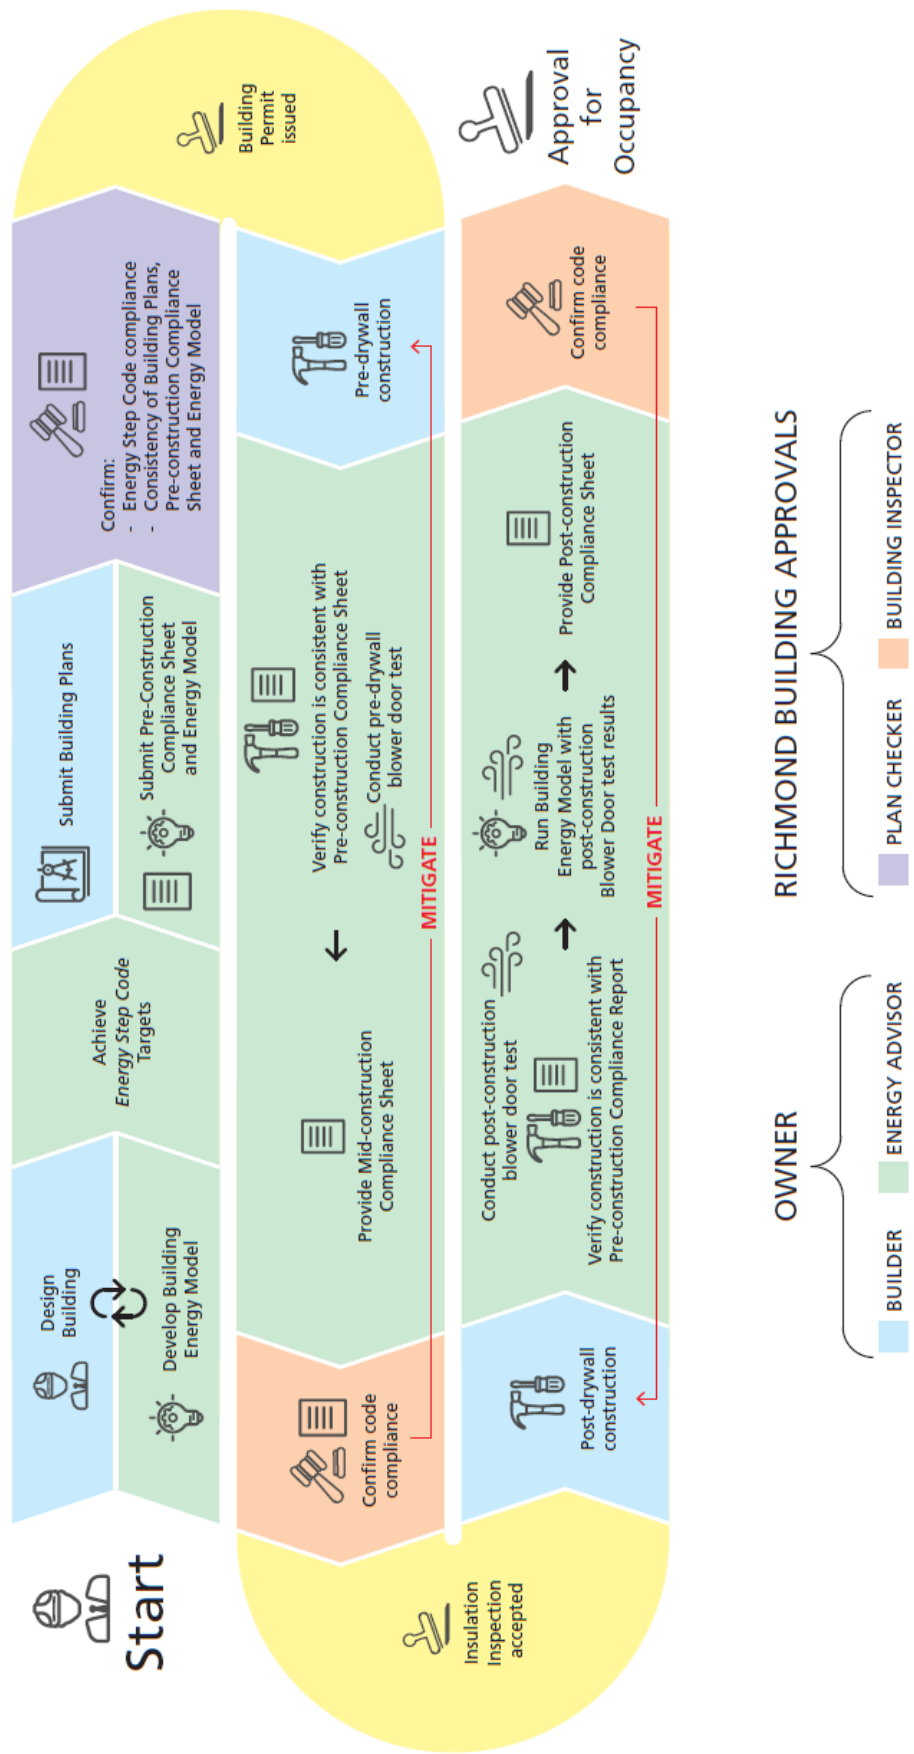 Start
Design
Building
Develop Building
Energy Model
Achieve
Energy Step Code
Targets
Submit Building Plans
Submit Pre-Construction
Compliance Sheet
and Energy Model
Confirm:
- Energy Step Code compliance
- Consistency of Building Plans,
Pre-construction Compliance
Sheet and Energy Model
Building
Permit
issued
Pre-drywall
construction
Verify construction is consistent with
Pre-construction Compliance Sheet
Conduct pre-drywall
blower door test
Provide Mid-construction
Compliance Sheet
Confirm code
compliance
MITIGATE
Insulation
Inspection
accepted
Post-drywall
construction
Conduct post-construction
blower door test
Verify construction is consistent with
Pre-construction Compliance Report
Run Building
Energy Model with
post-construction
Blower Door test results
Provide Post-construction
Compliance Sheet
Confirm code
compliance
MITIGATE
Approval
for
Occupancy
OWNER
RICHMOND BUILDING APPROVALS
BUILDER
ENERGY ADVISOR
PLAN CHECKER
BUILDING INSPECTOR